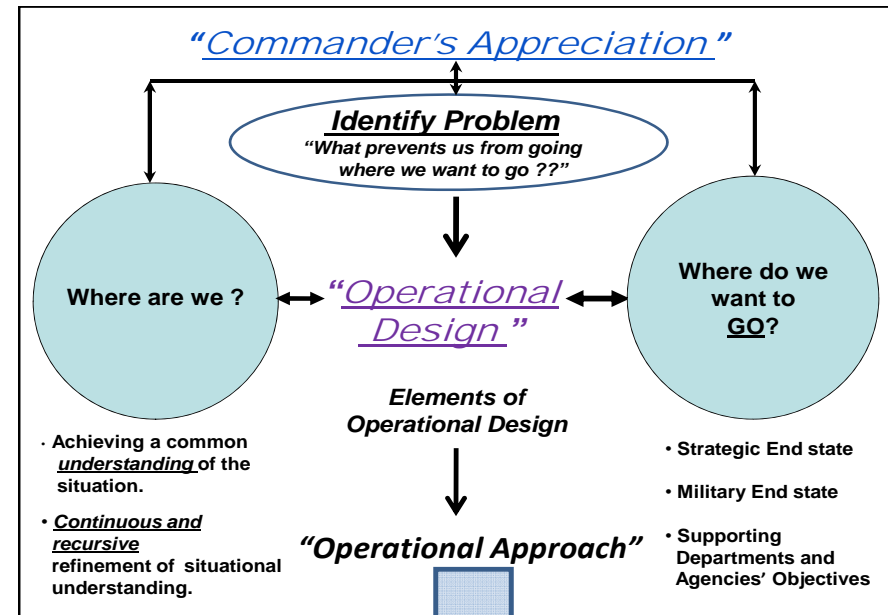 “Commander’s Appreciation”
Identify Problem
“What prevents us from going
where we want to go ??”
Where are we ?
“Operational
Design”
Where do we
want to
GO?
Elements of
Operational Design
· Achieving a common
understanding of the
situation.
• Continuous and
recursive
refinement of situational
understanding.
“Operational Approach”
• Strategic End state
• Military End state
• Supporting
Departments and
Agencies’ Objectives